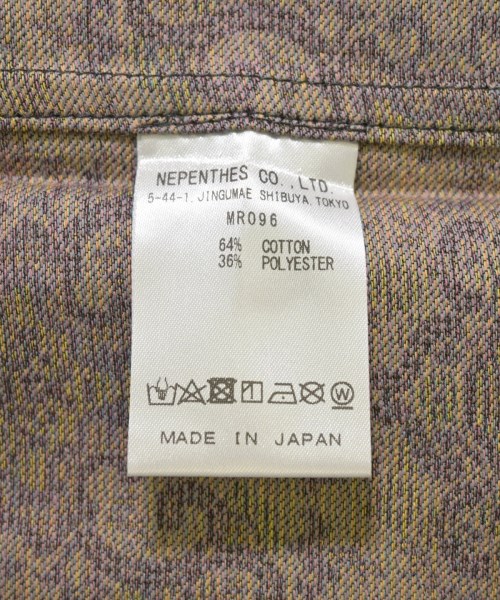 NEPENTHES CO.,LTD.
5-44-1,JINGUMAE SHIBUYA,TOKYO
MR096
64% COTTON
36% POLYESTER
W
MADE IN JAPAN